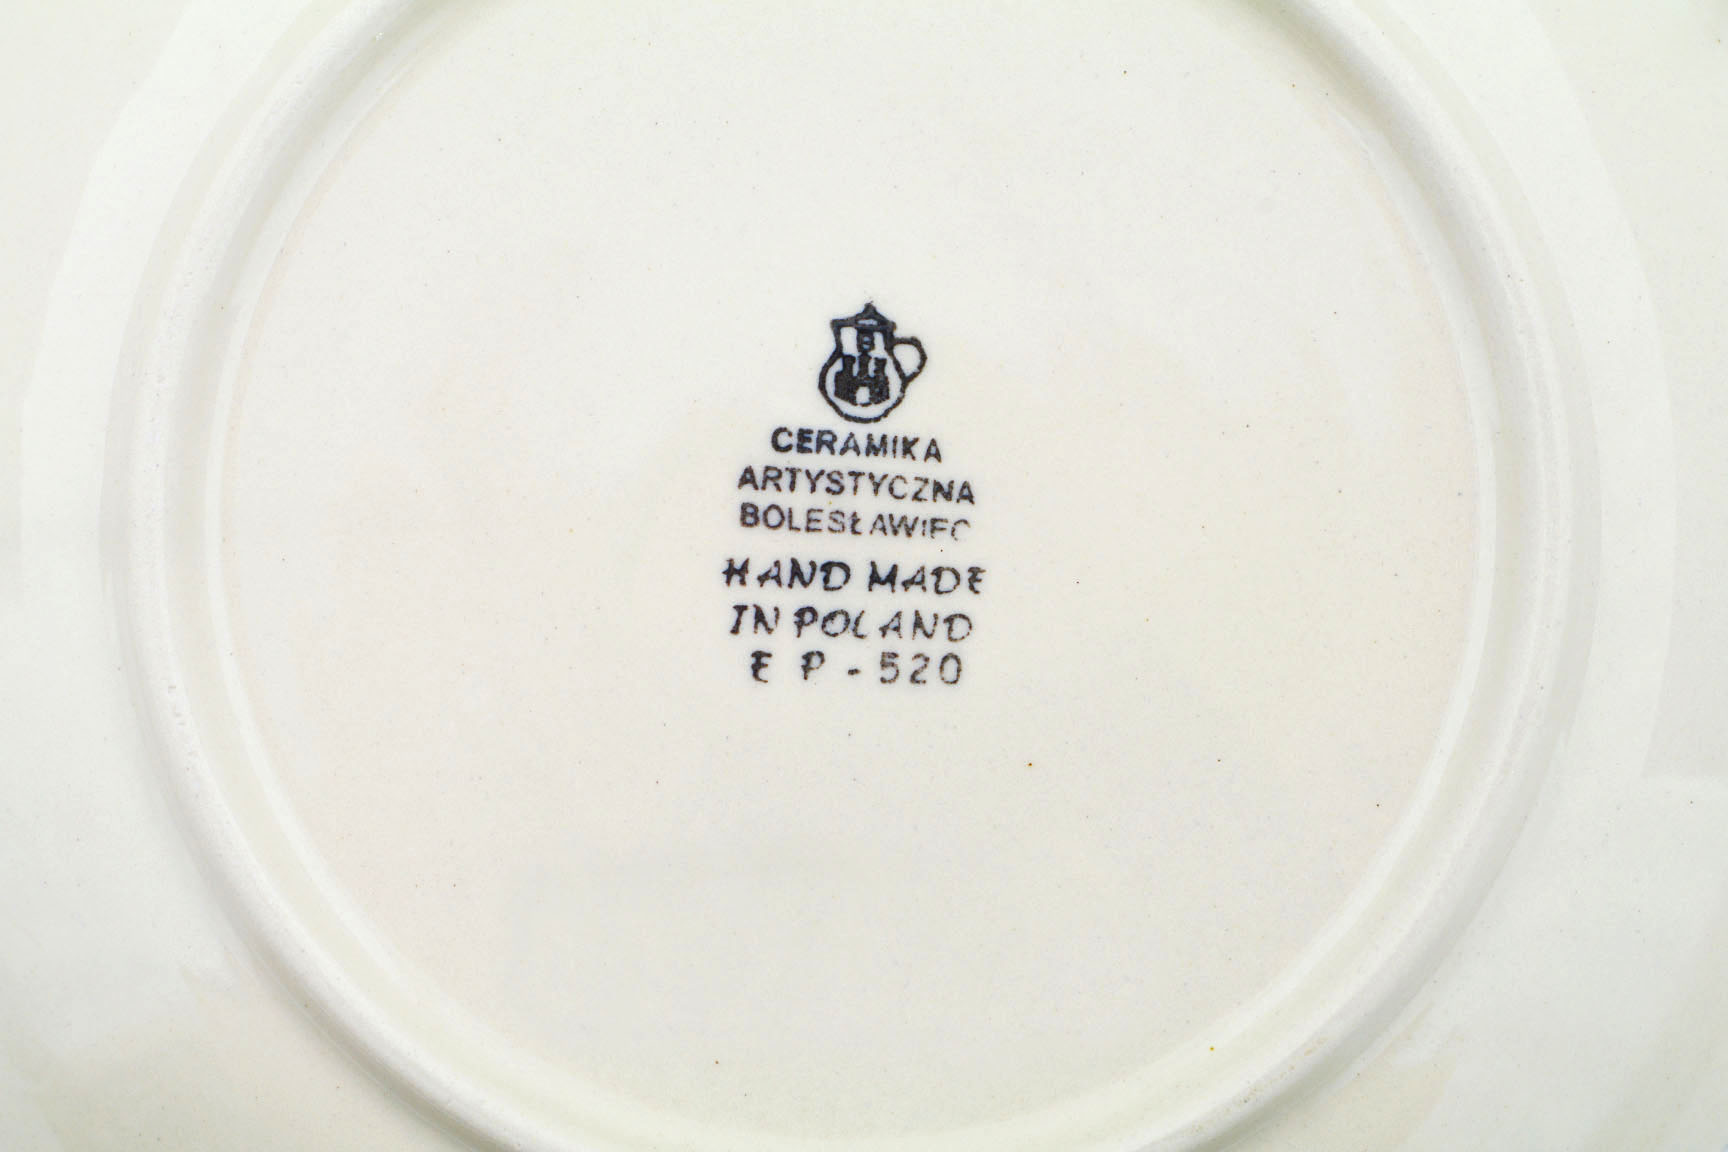 CERAMIKA
ARTYSTYCZNA
BOLESŁAWIEC
HAND MADE
IN POLAND
E P - 520